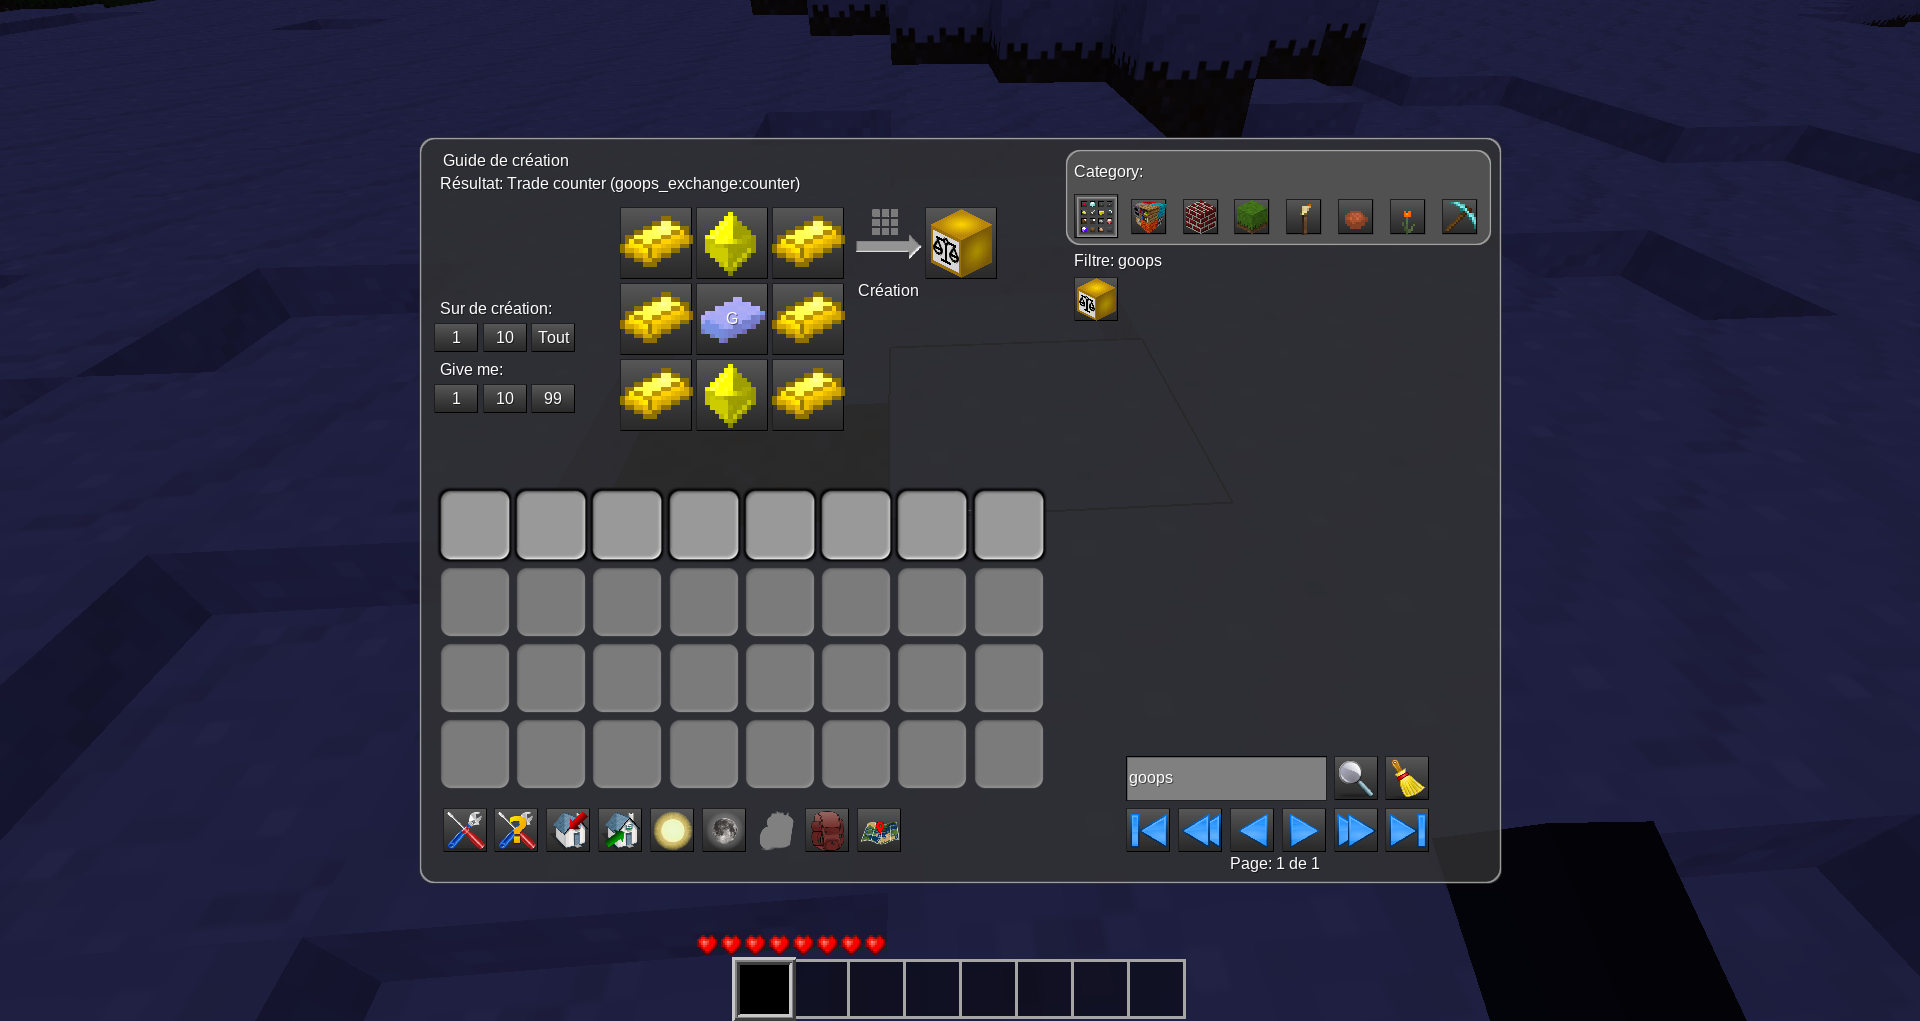 Guide de création
Résultat: Trade counter (goops_exchange:counter)
Category:
Filtre: goops
Création
G
Sur de création:
1 10 Tout
Give me:
1 10 99
goops
Page: 1 de 1